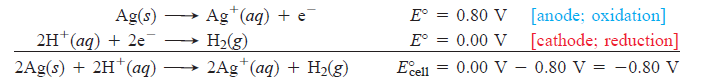 Ag(s) ⟶ Ag⁺(aq) + e⁻ E° = 0.80 V [anode; oxidation]
2H⁺(aq) + 2e⁻ ⟶ H₂(g) E° = 0.00 V [cathode; reduction]
2Ag(s) + 2H⁺(aq) ⟶ 2Ag⁺(aq) + H₂(g) E°cell = 0.00 V − 0.80 V = −0.80 V